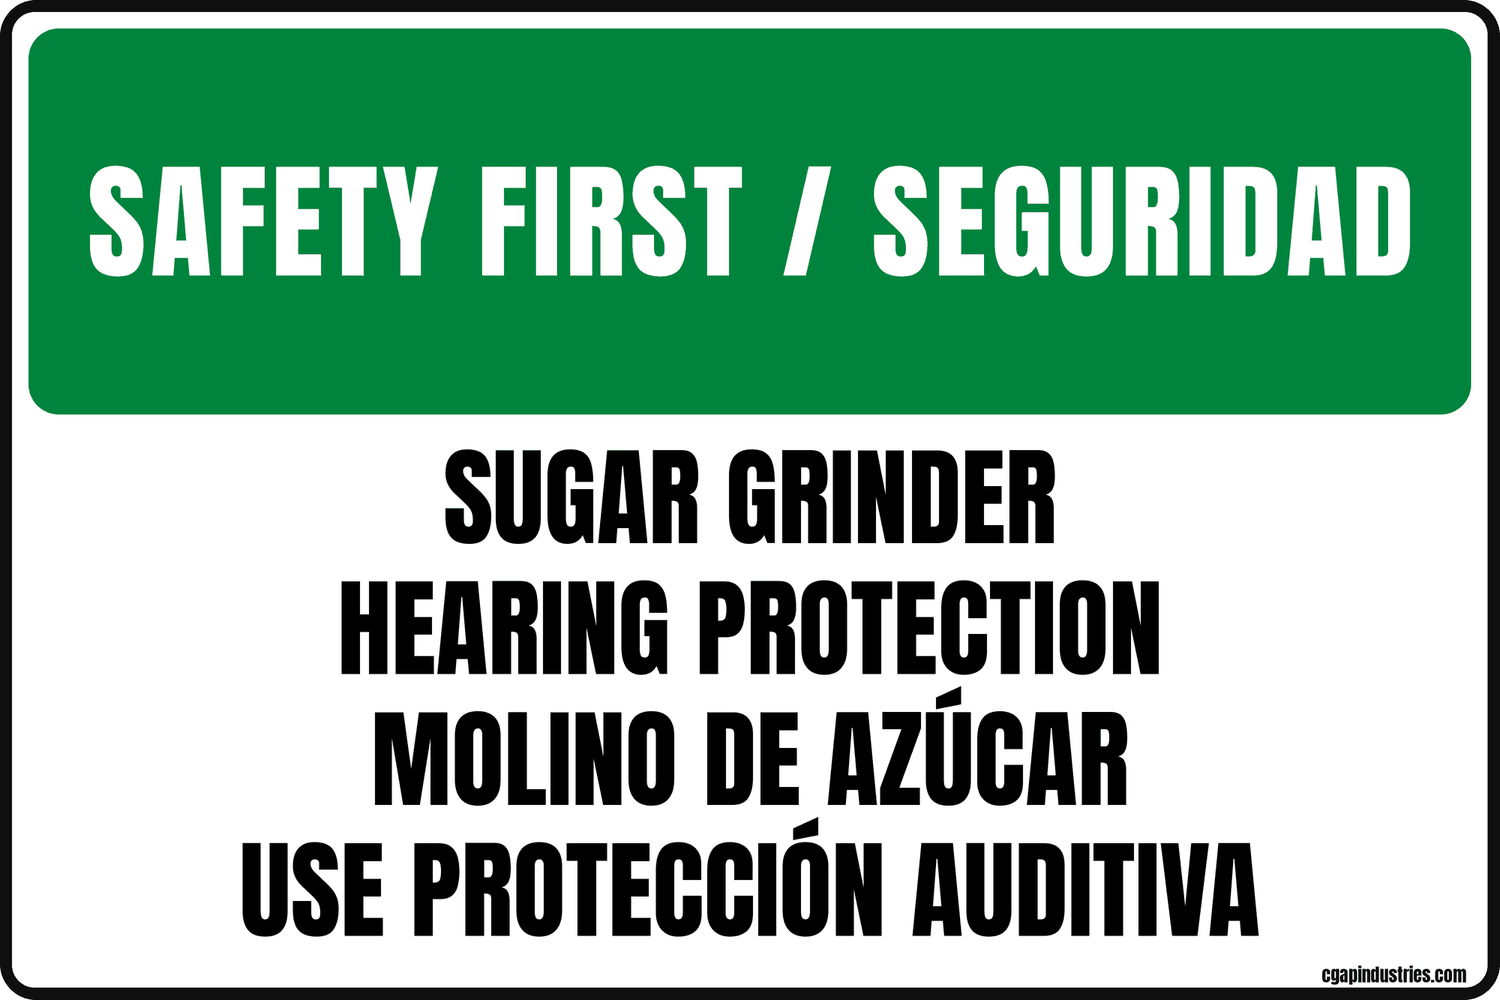 SAFETY FIRST / SEGURIDAD
SUGAR GRINDER
HEARING PROTECTION
MOLINO DE AZÚCAR
USE PROTECCIÓN AUDITIVA
cgapindustries.com